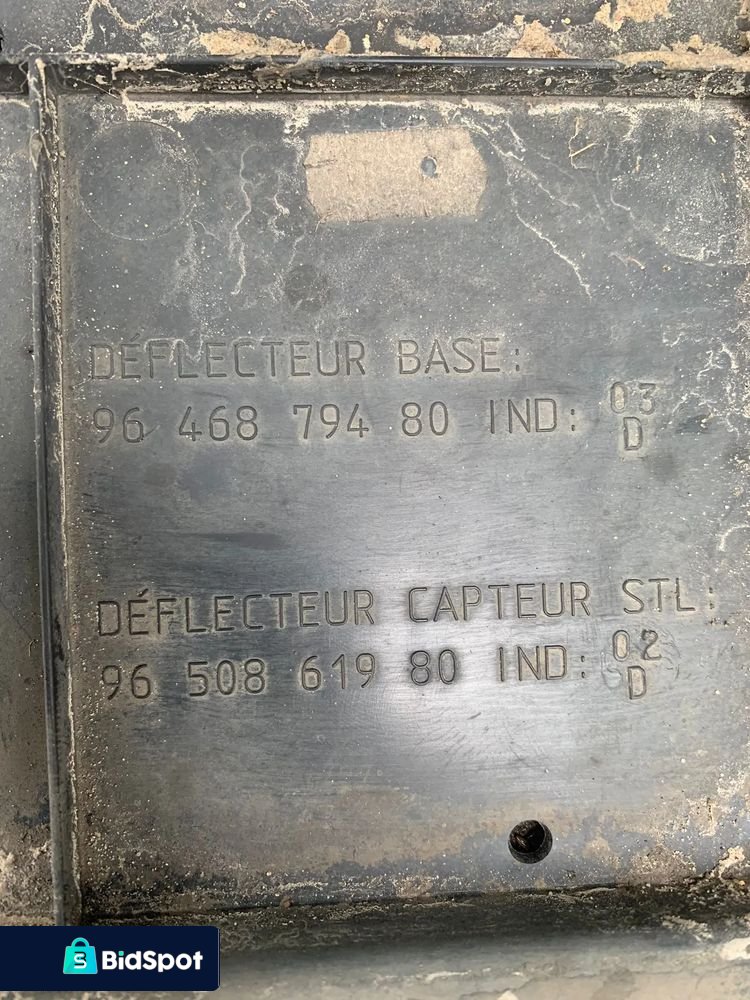 DÉFLECTEUR BASE:
96 468 794 80 IND: 03
D
DÉFLECTEUR CAPTEUR STL:
96 508 619 80 IND: 02
D
BidSpot